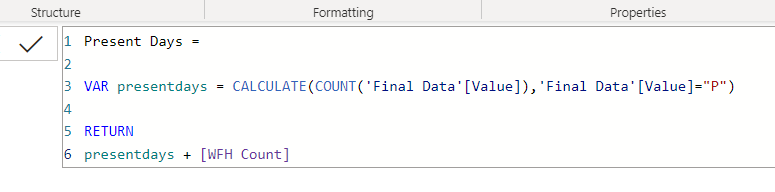 Structure Formatting Properties
1 Present Days =
2
3 VAR presentdays = CALCULATE(COUNT('Final Data'[Value]),'Final Data'[Value]="P")
4
5 RETURN
6 presentdays + [WFH Count]